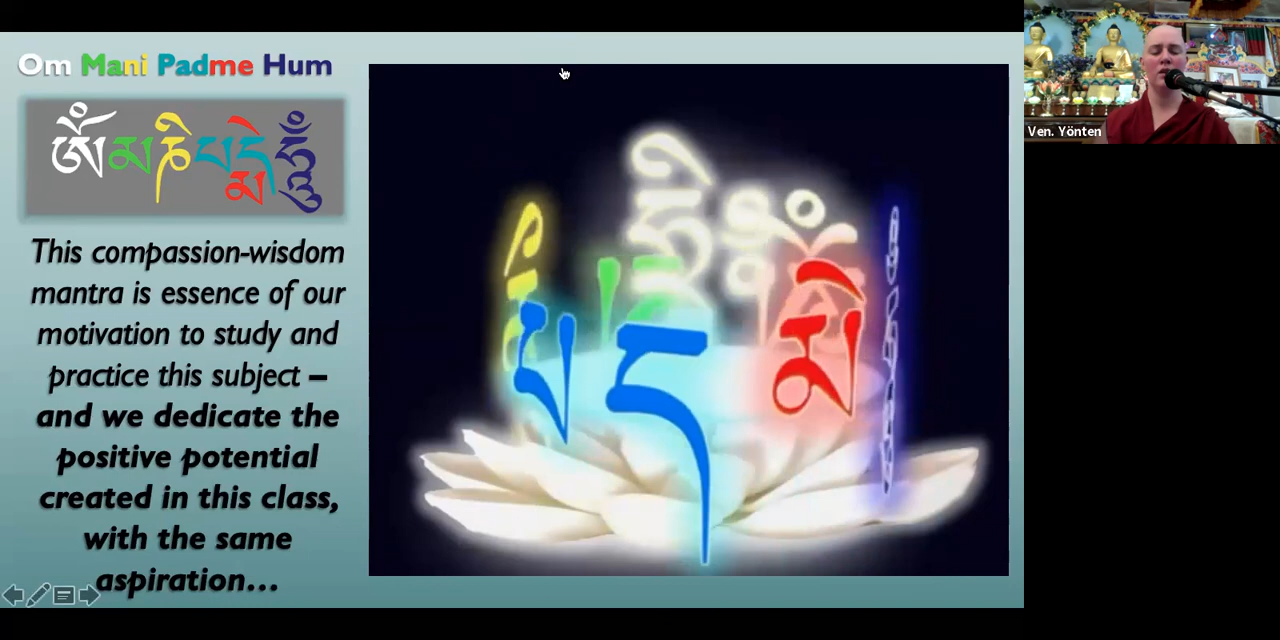 Om Mani Padme Hum
ཨོཾ མ ཎི པ དྨེ ཧཱུྃ
This compassion-wisdom
mantra is essence of our
motivation to study and
practice this subject –
and we dedicate the
positive potential
created in this class,
with the same
aspiration…
པ ད
Ven. Yönten